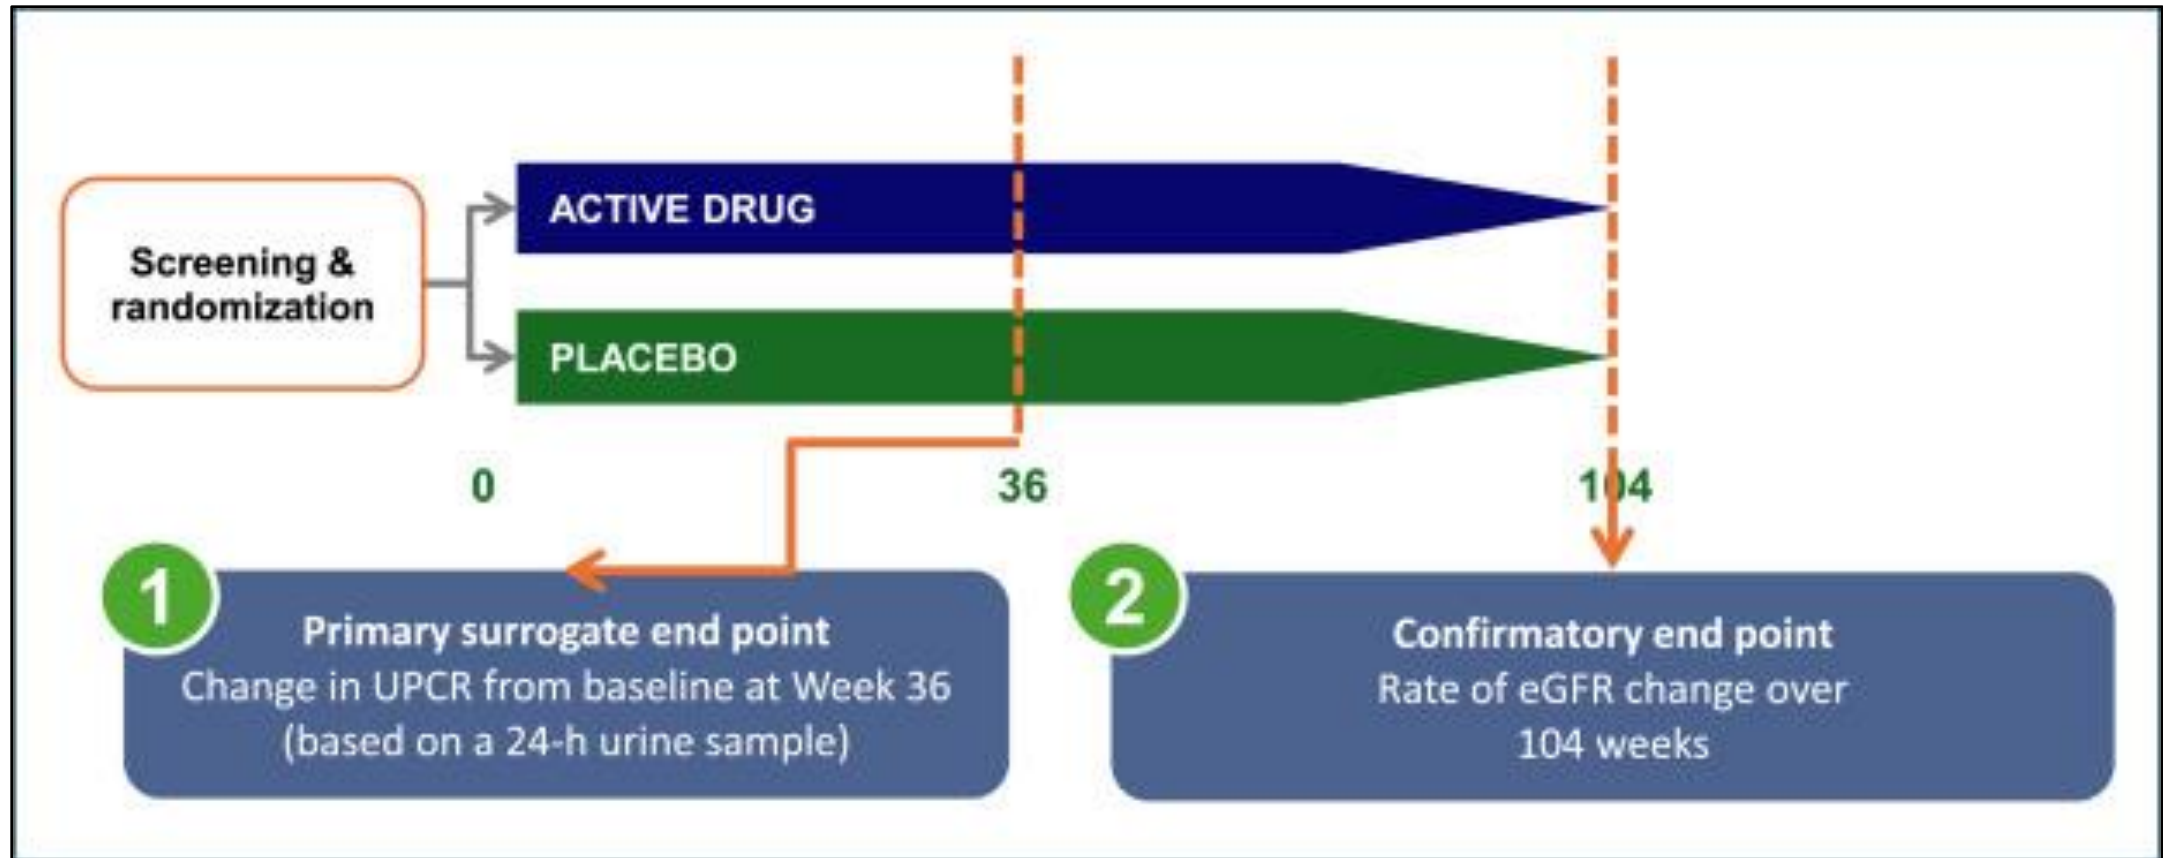 Screening &
randomization
ACTIVE DRUG
PLACEBO
0
36
104
1
Primary surrogate end point
Change in UPCR from baseline at Week 36
(based on a 24-h urine sample)
2
Confirmatory end point
Rate of eGFR change over
104 weeks